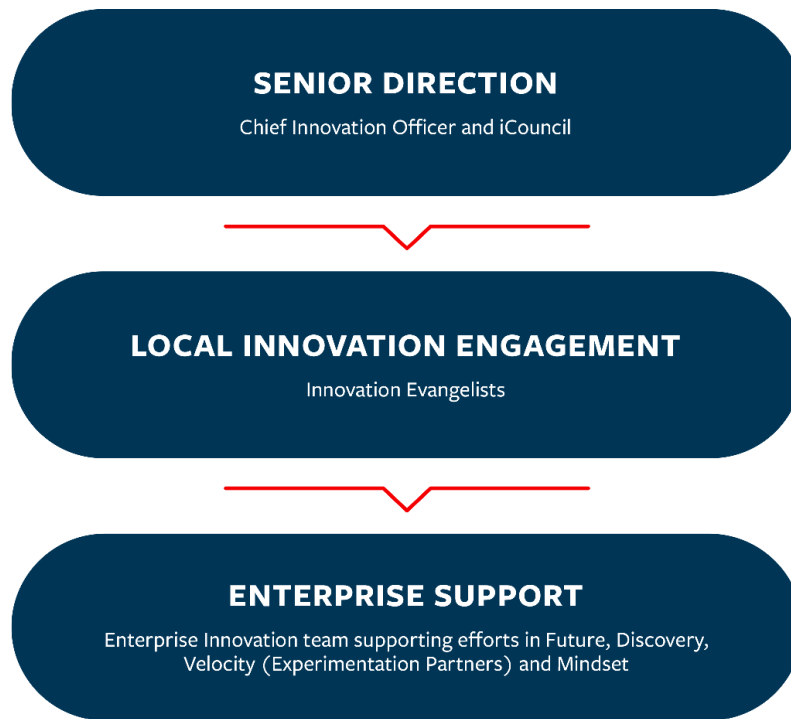 SENIOR DIRECTION
Chief Innovation Officer and iCouncil
LOCAL INNOVATION ENGAGEMENT
Innovation Evangelists
ENTERPRISE SUPPORT
Enterprise Innovation team supporting efforts in Future, Discovery,
Velocity (Experimentation Partners) and Mindset